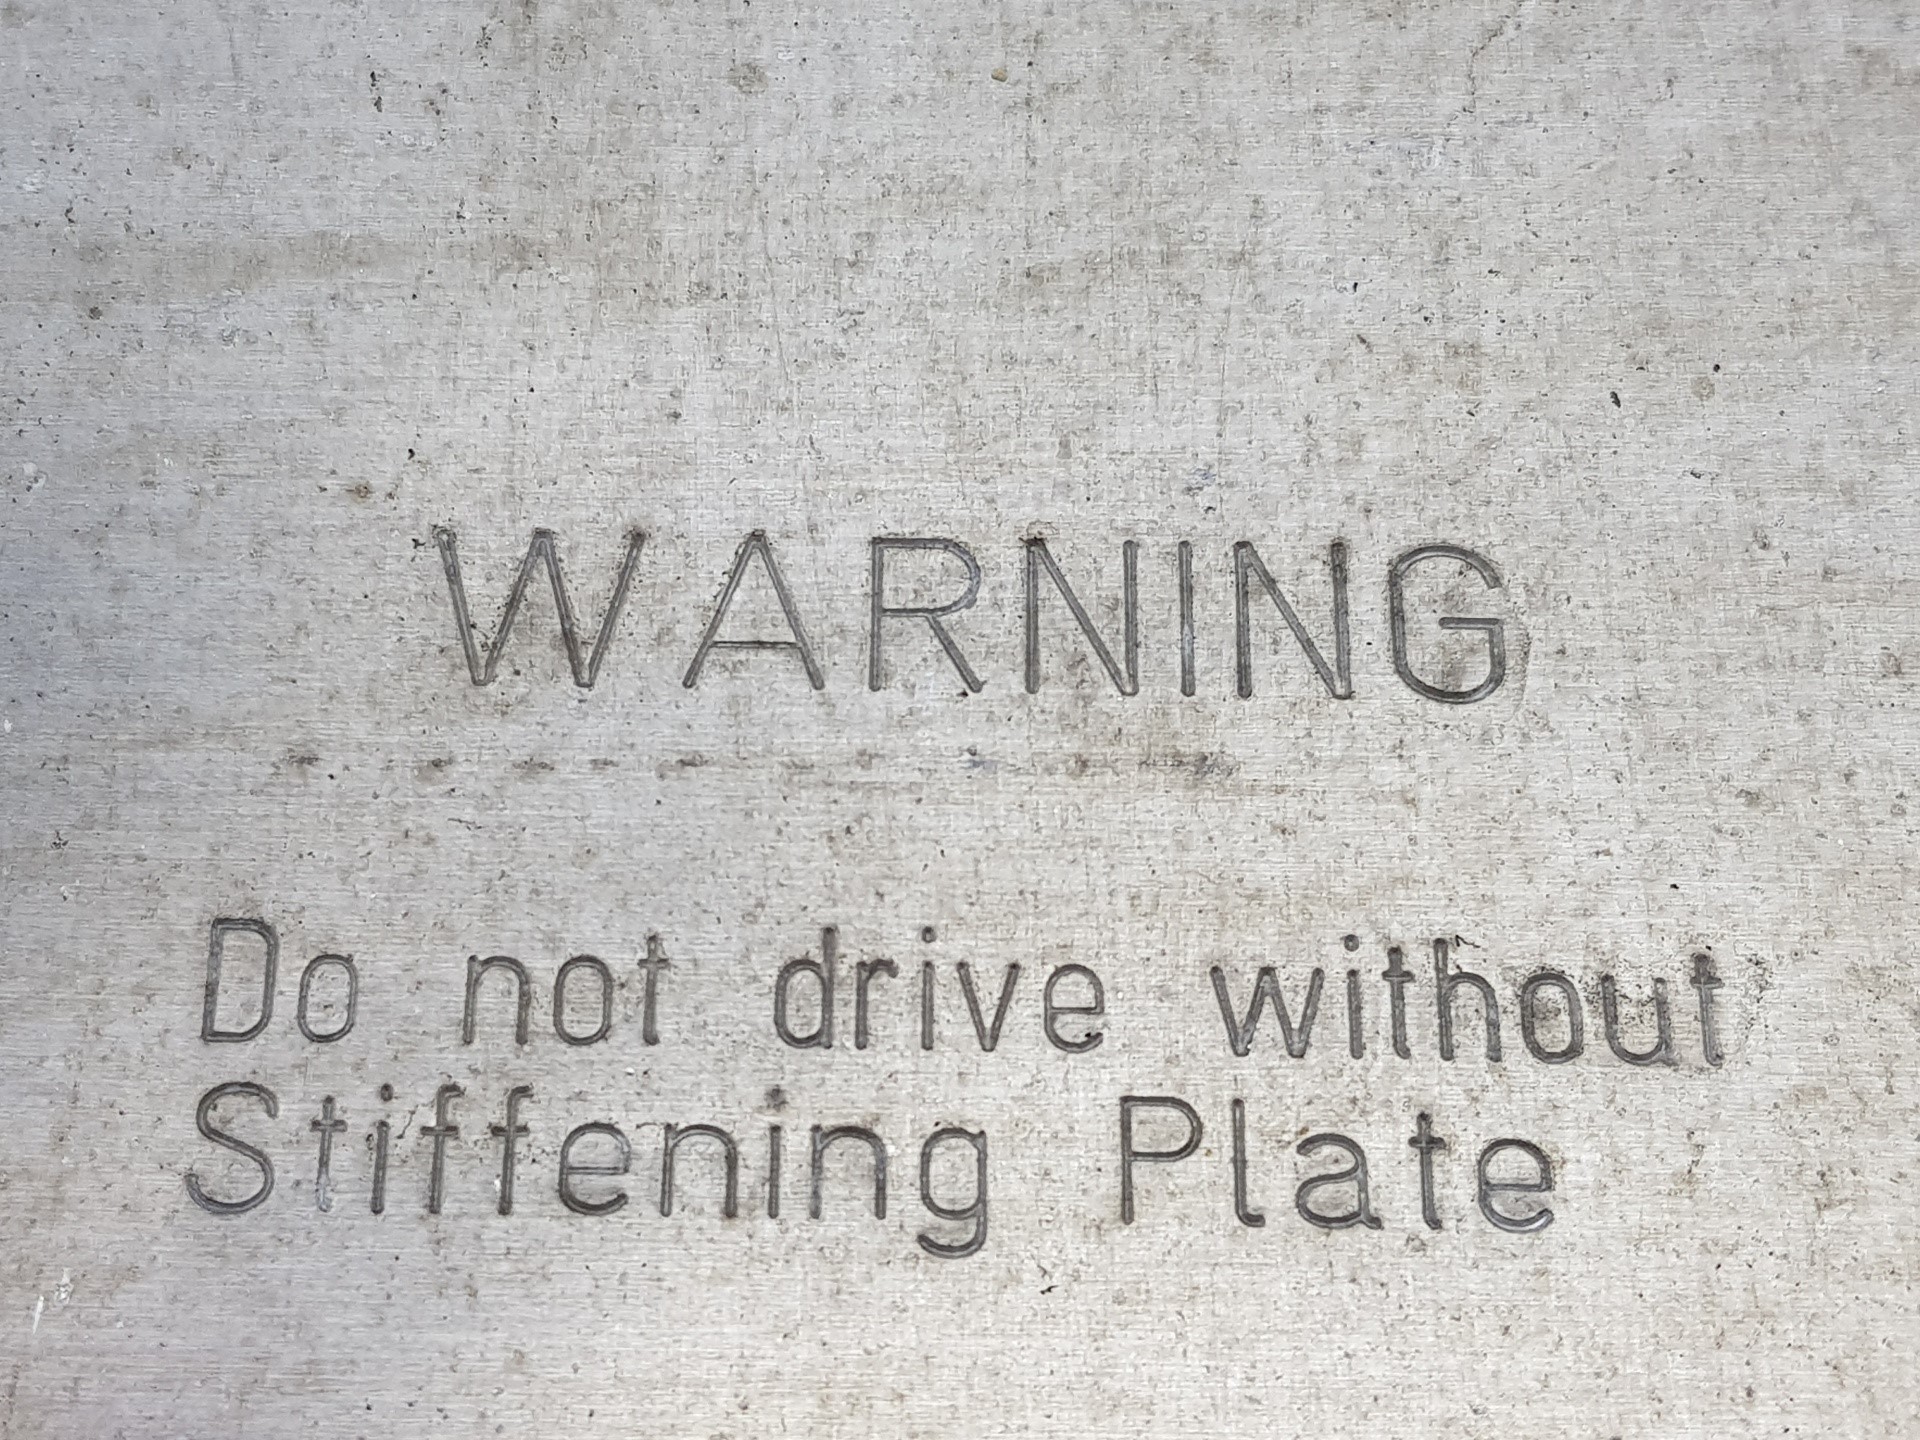 WARNING
Do not drive without
Stiffening Plate